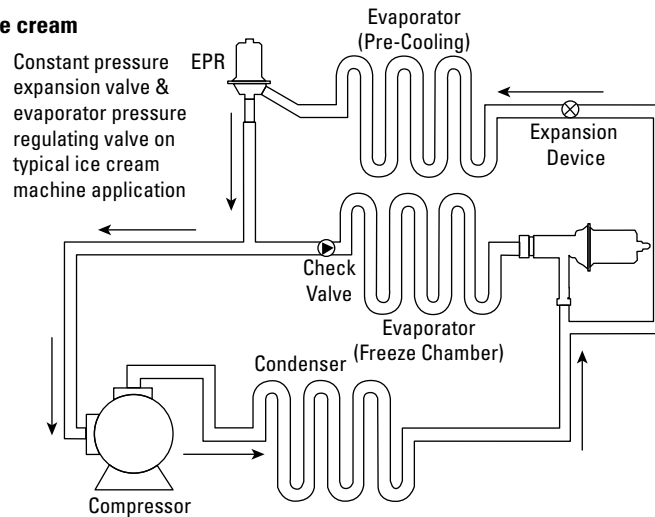 e cream
Constant pressure
expansion valve &
evaporator pressure
regulating valve on
typical ice cream
machine application
EPR
Evaporator
(Pre-Cooling)
Expansion
Device
Check
Valve
Evaporator
(Freeze Chamber)
Condenser
Compressor